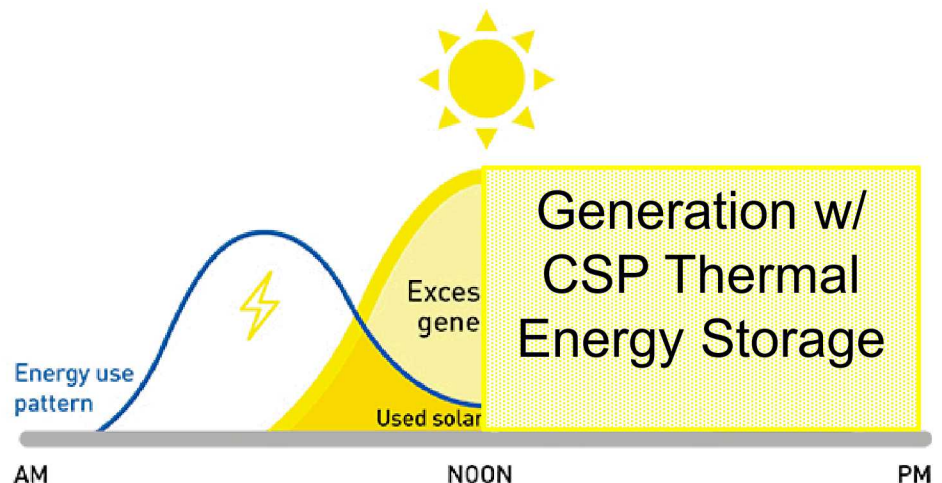 Generation w/
CSP Thermal
Energy Storage
Exces
gene
Energy use
pattern
Used solar
AM
NOON
PM